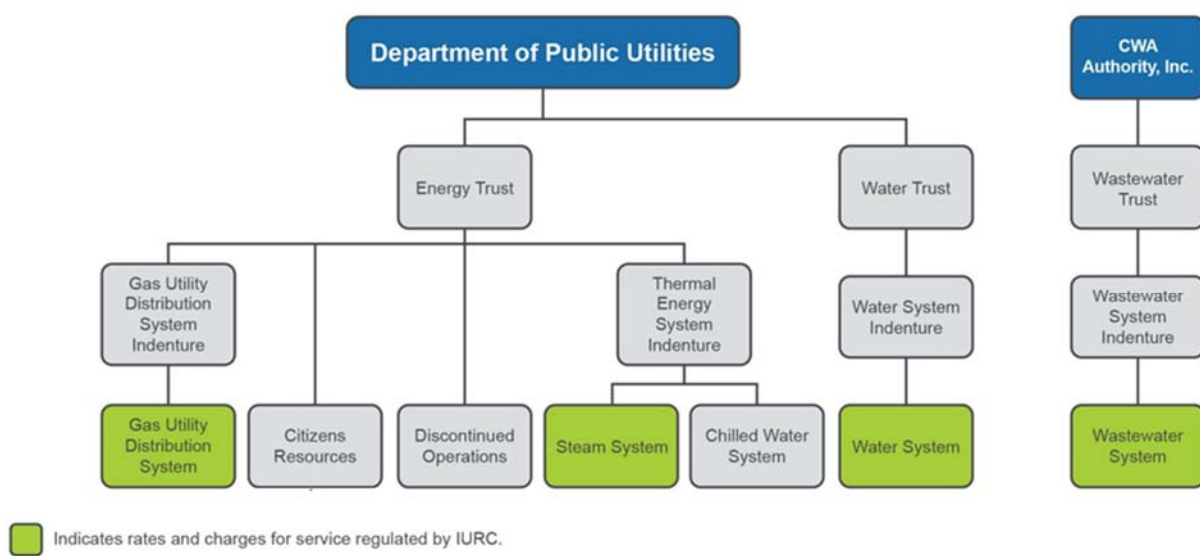 Department of Public Utilities
CWA
Authority, Inc.
Energy Trust
Water Trust
Wastewater
Trust
Gas Utility
Distribution
System
Indenture
Thermal
Energy
System
Indenture
Water System
Indenture
Wastewater
System
Indenture
Gas Utility
Distribution
System
Citizens
Resources
Discontinued
Operations
Steam System
Chilled Water
System
Water System
Wastewater
System
Indicates rates and charges for service regulated by IURC.